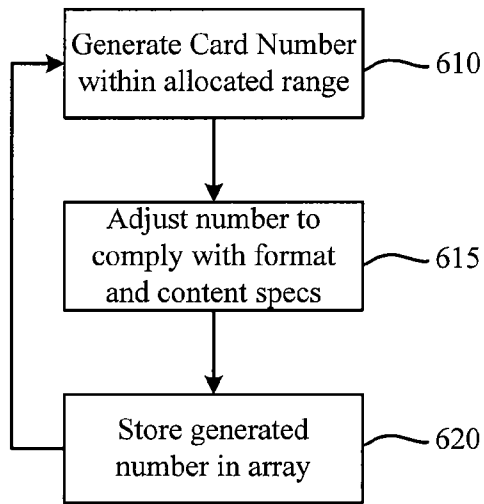 Generate Card Number
within allocated range
610
Adjust number to
comply with format
and content specs
615
Store generated
number in array
620